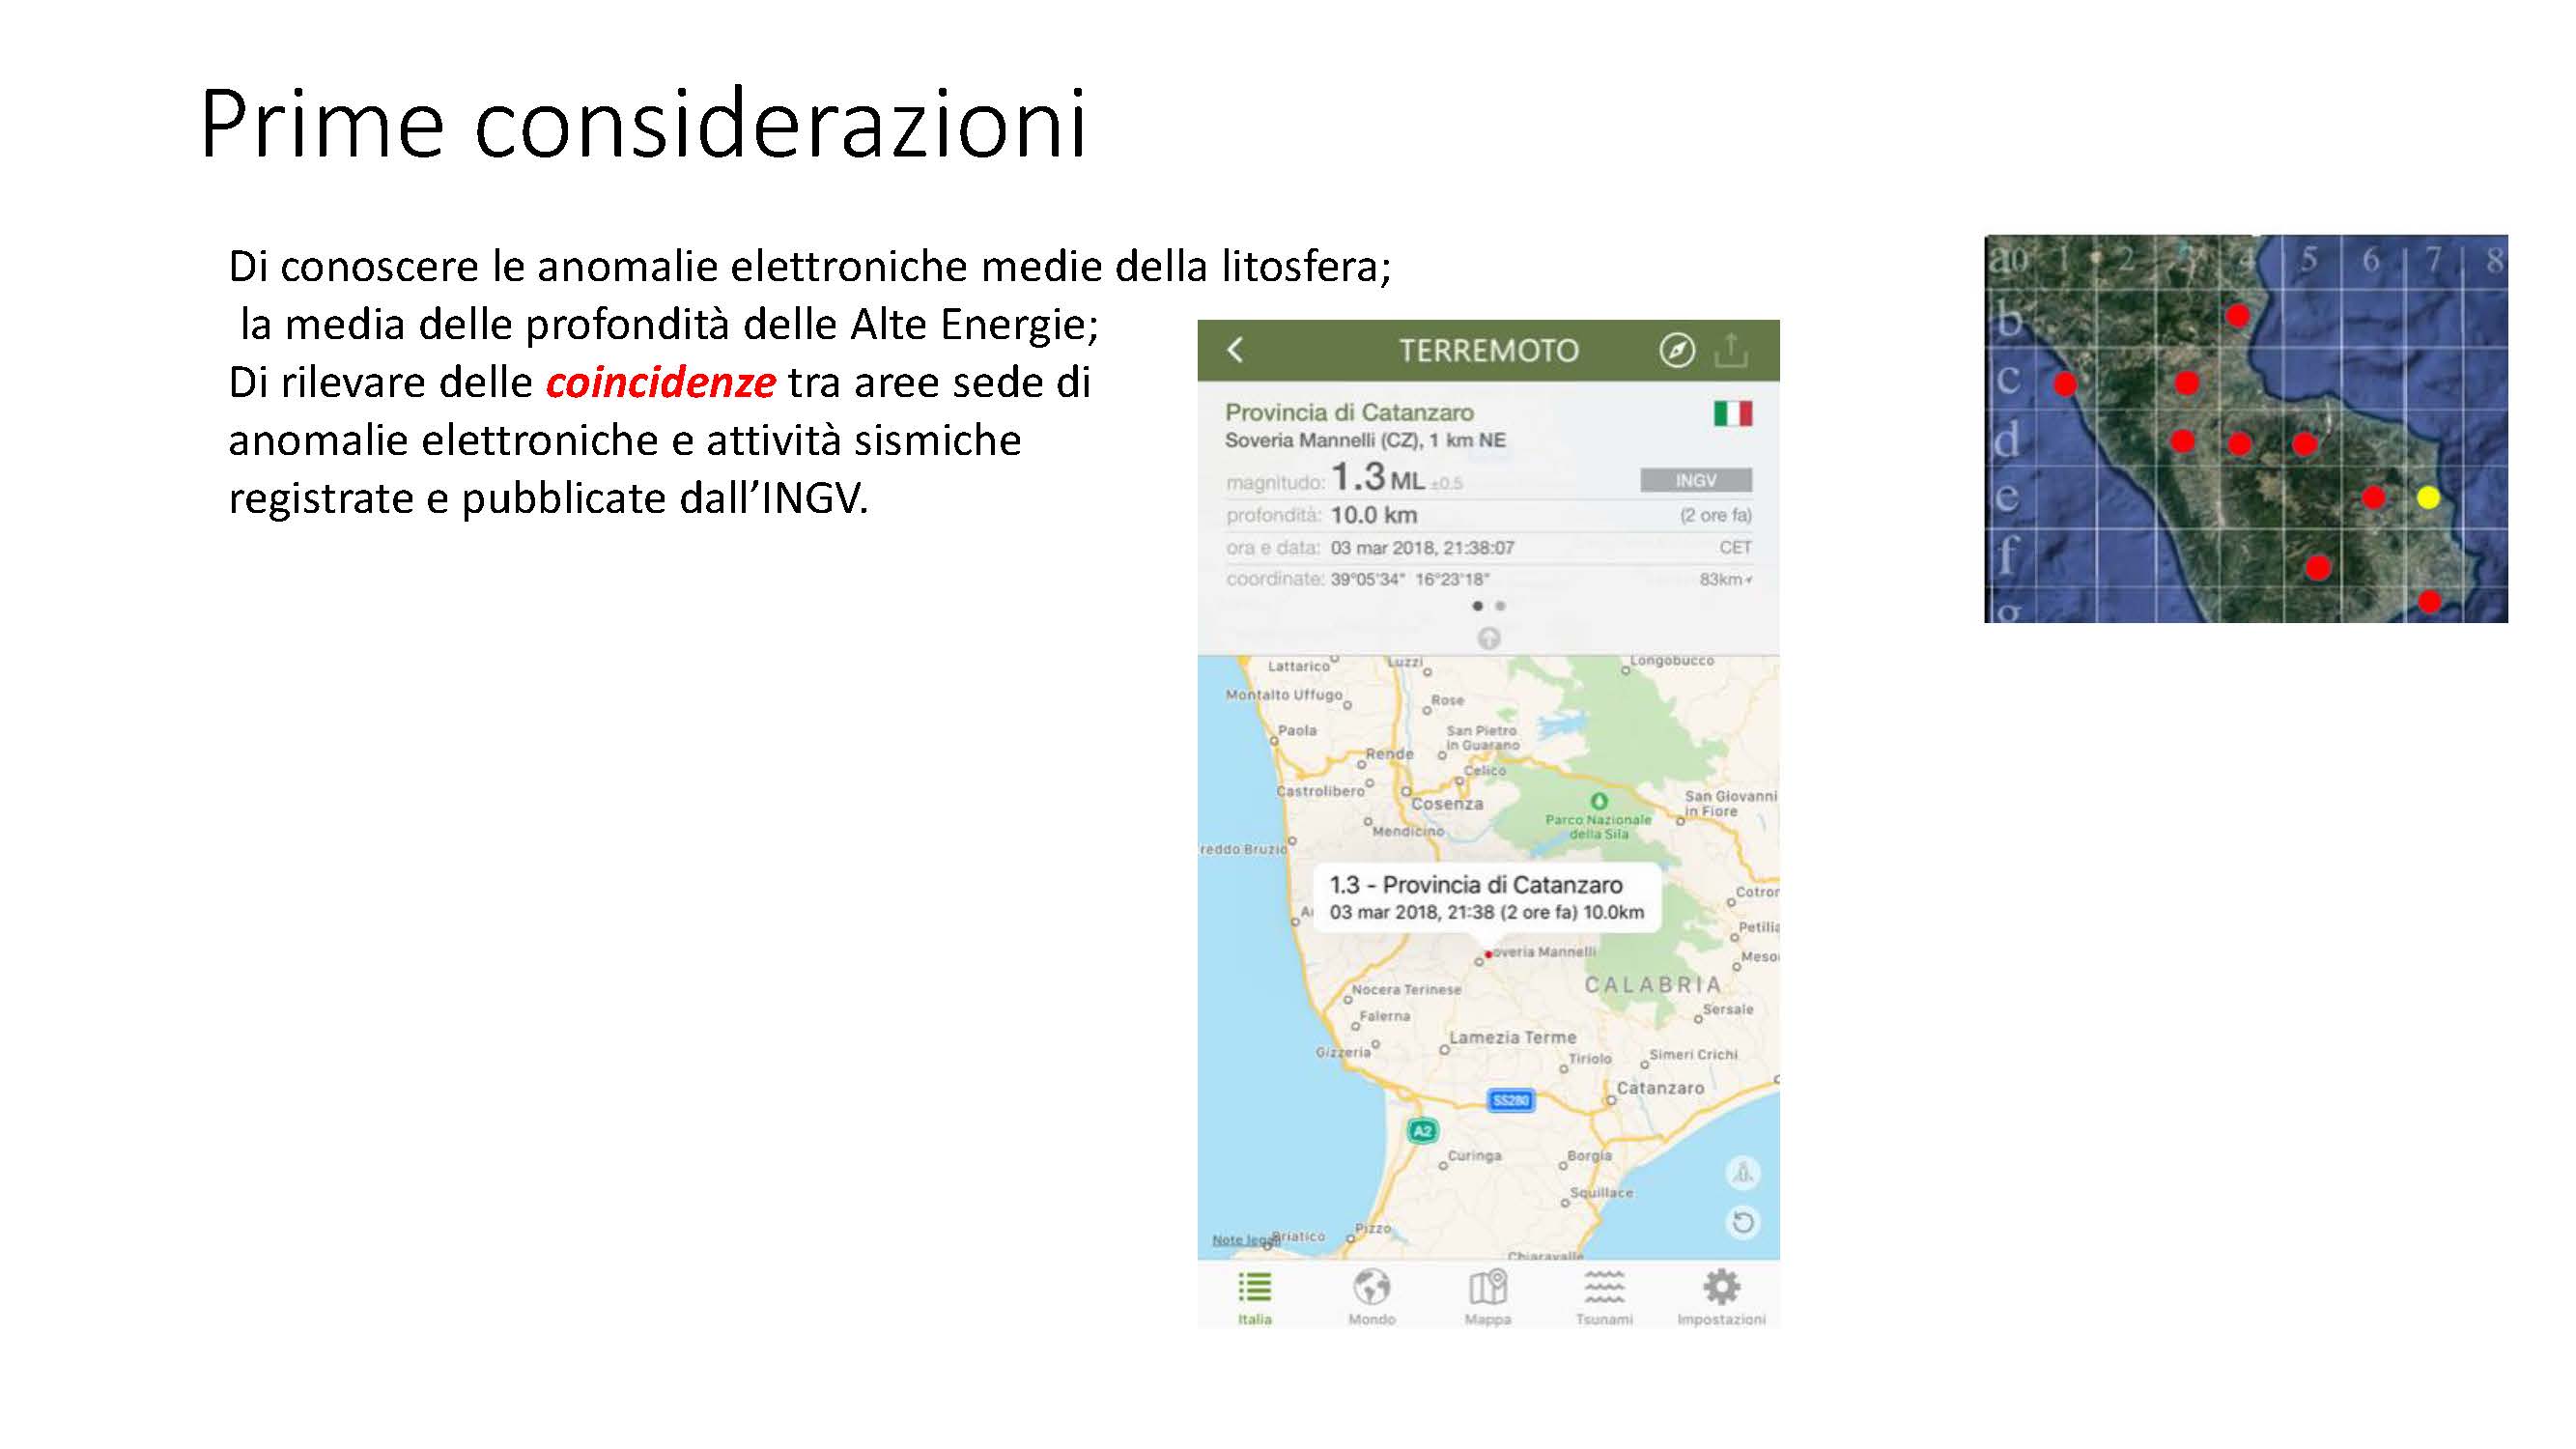 Prime considerazioni
Di conoscere le anomalie elettroniche medie della litosfera;
la media delle profondità delle Alte Energie;
Di rilevare delle coincidenze tra aree sede di
anomalie elettroniche e attività sismiche
registrate e pubblicate dall'INGV.
TERREMOTO
Provincia di Catanzaro
Soveria Mannelli (CZ), 1 km NE
magnitudo: 1.3 ML ±0.5 INGV
profondità: 10.0 km (2 ore fa)
ora e data: 03 mar 2018, 21:38:07 CET
coordinate: 39°05'34" 16°23'18" 83km
Lattarico
Luzzi
Longobucco
Montalto Uffugo
Rose
Paola
San Pietro
in Guarano
Rende
Celico
Castrolibero
Cosenza
San Giovanni
in Fiore
Parco Nazionale
della Sila
Mendicino
reddo Bruzio
1.3 - Provincia di Catanzaro
03 mar 2018, 21:38 (2 ore fa) 10.0km
Cotror
Petilia
overia Mannelli
Meso
CALABRIA
Nocera Terinese
Sersale
Falerna
Lamezia Terme
Gizzeria
Tiriolo
Simeri Crichi
Catanzaro
SS280
A2
Curinga
Borgia
Squillace
Pizzo
Note legali
Briatico
Chiaravalle
Italia
Mondo
Mappa
Tsunami
Impostazioni
a0 1 2 3 4 5 6 7 8
b
c
d
e
f
g